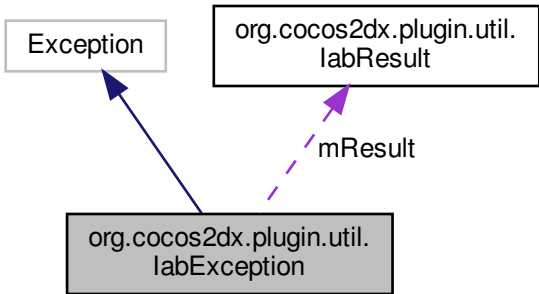 Exception
org.cocos2dx.plugin.util.
IabResult
mResult
org.cocos2dx.plugin.util.
IabException